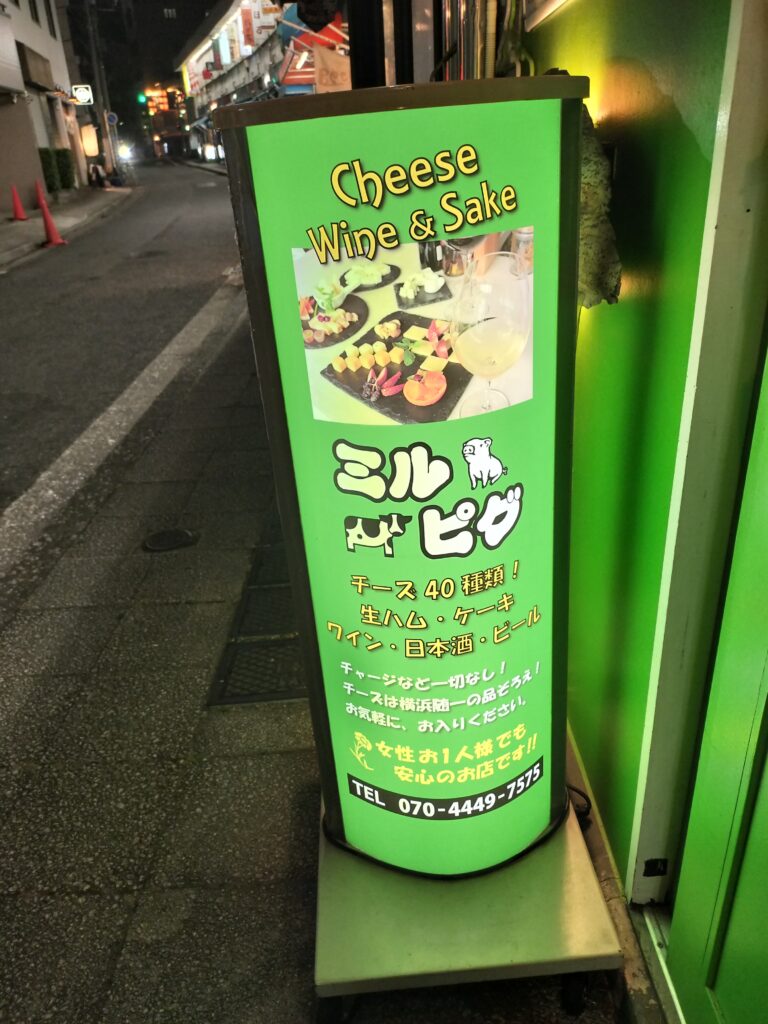 Cheese
Wine & Sake
ミル
ピグ
チーズ 40 種類！
生ハム・ケーキ
ワイン・日本酒・ビール
チャージなど一切なし！
チーズは横浜随一の品ぞろえ！
お気軽に、お入りください。
女性お1人様でも
安心のお店です!!
TEL 070-4449-7575